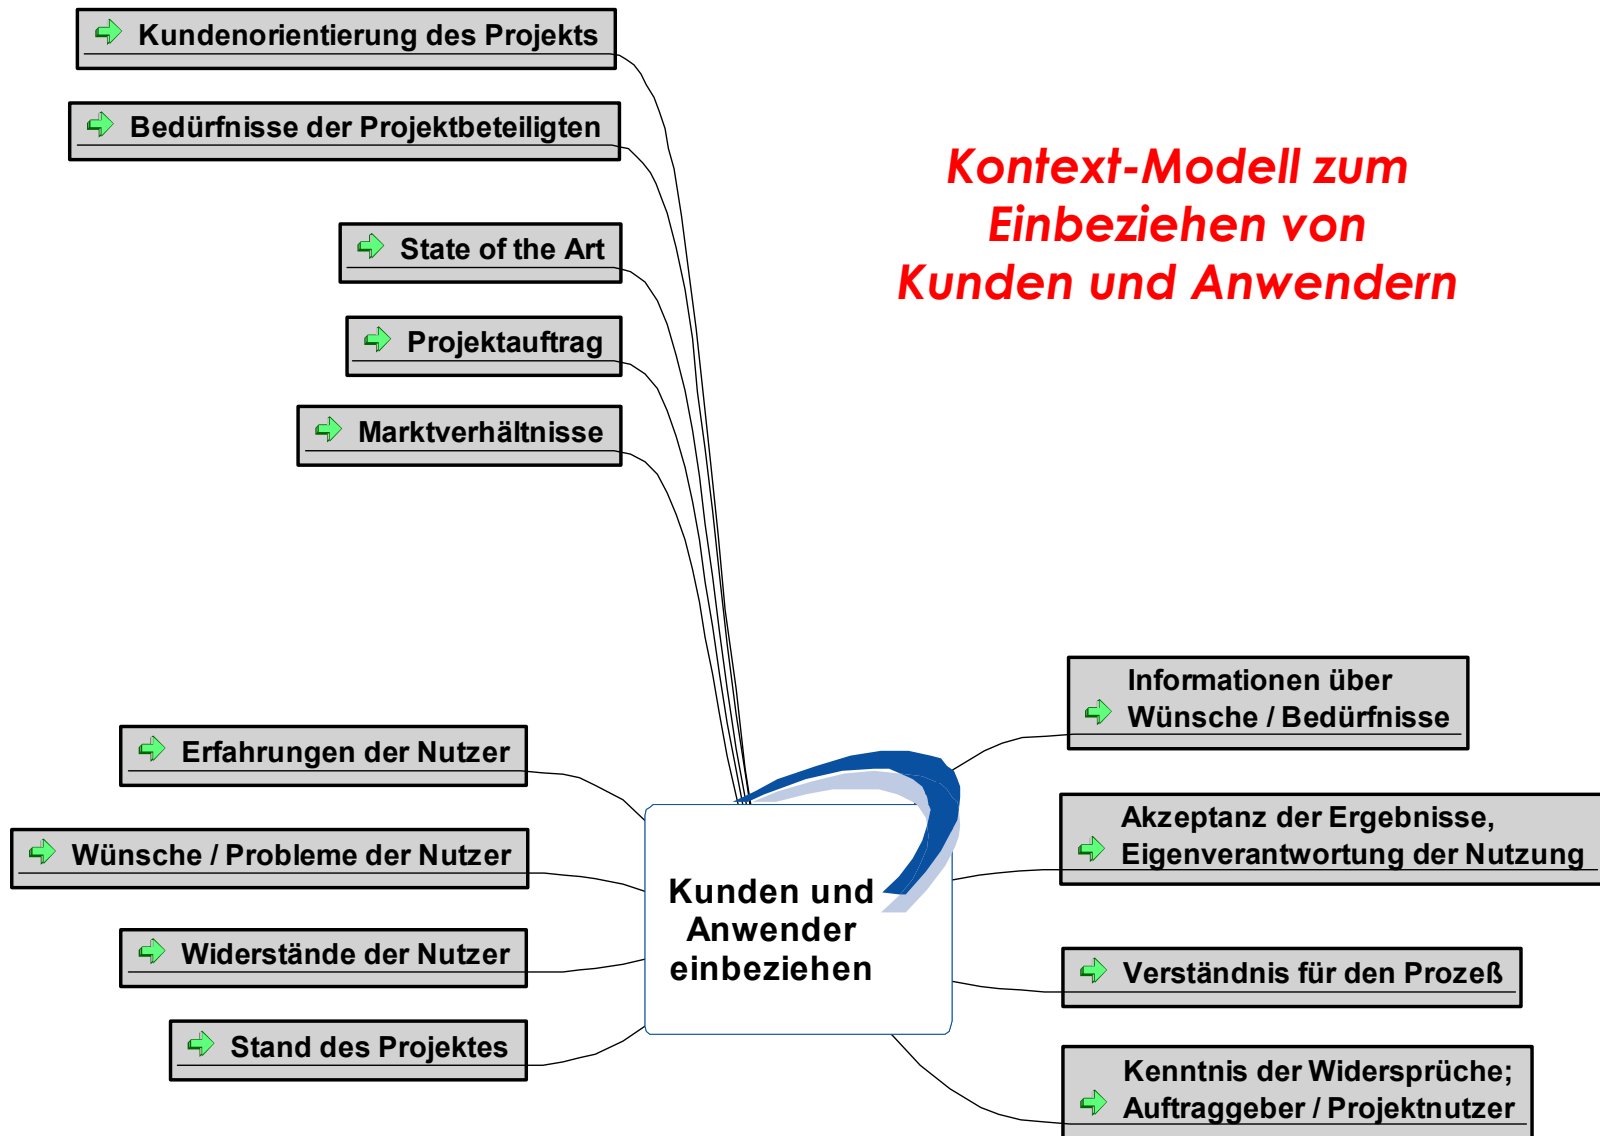 Kundenorientierung des Projekts
Bedürfnisse der Projektbeteiligten
Kontext-Modell zum
Einbeziehen von
Kunden und Anwendern
State of the Art
Projektauftrag
Marktverhältnisse
Erfahrungen der Nutzer
Wünsche / Probleme der Nutzer
Widerstände der Nutzer
Stand des Projektes
Kunden und
Anwender
einbeziehen
Informationen über
Wünsche / Bedürfnisse
Akzeptanz der Ergebnisse,
Eigenverantwortung der Nutzung
Verständnis für den Prozeß
Kenntnis der Widersprüche;
Auftraggeber / Projektnutzer